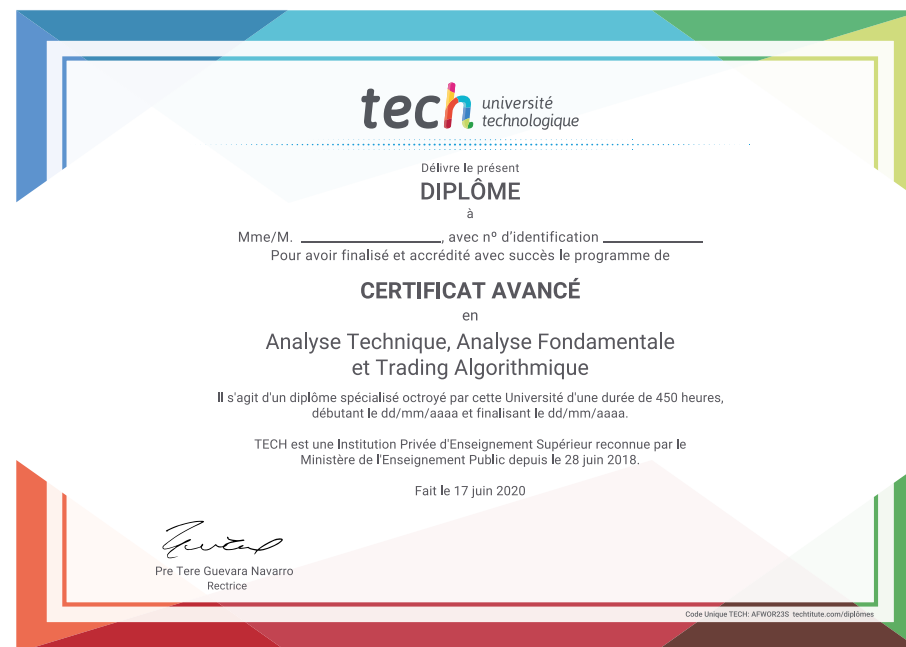 tech université
technologique
Délivre le présent
DIPLÔME
à
Mme/M. ____________________, avec nº d'identification ______________
Pour avoir finalisé et accrédité avec succès le programme de
CERTIFICAT AVANCÉ
en
Analyse Technique, Analyse Fondamentale
et Trading Algorithmique
Il s'agit d'un diplôme spécialisé octroyé par cette Université d'une durée de 450 heures,
débutant le dd/mm/aaaa et finalisant le dd/mm/aaaa.
TECH est une Institution Privée d'Enseignement Supérieur reconnue par le
Ministère de l'Enseignement Public depuis le 28 juin 2018.
Fait le 17 juin 2020
Pre Tere Guevara Navarro
Rectrice
Code Unique TECH: AFWOR23S techtitute.com/diplômes